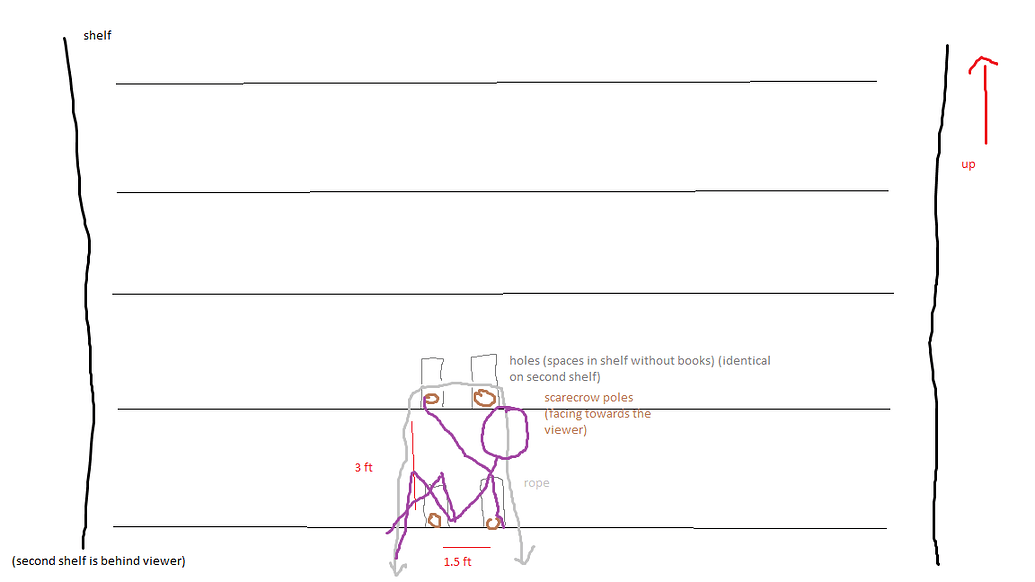 shelf
up
holes (spaces in shelf without books) (identical
on second shelf)
scarecrow poles
(facing towards the
viewer)
3 ft
rope
1.5 ft
(second shelf is behind viewer)